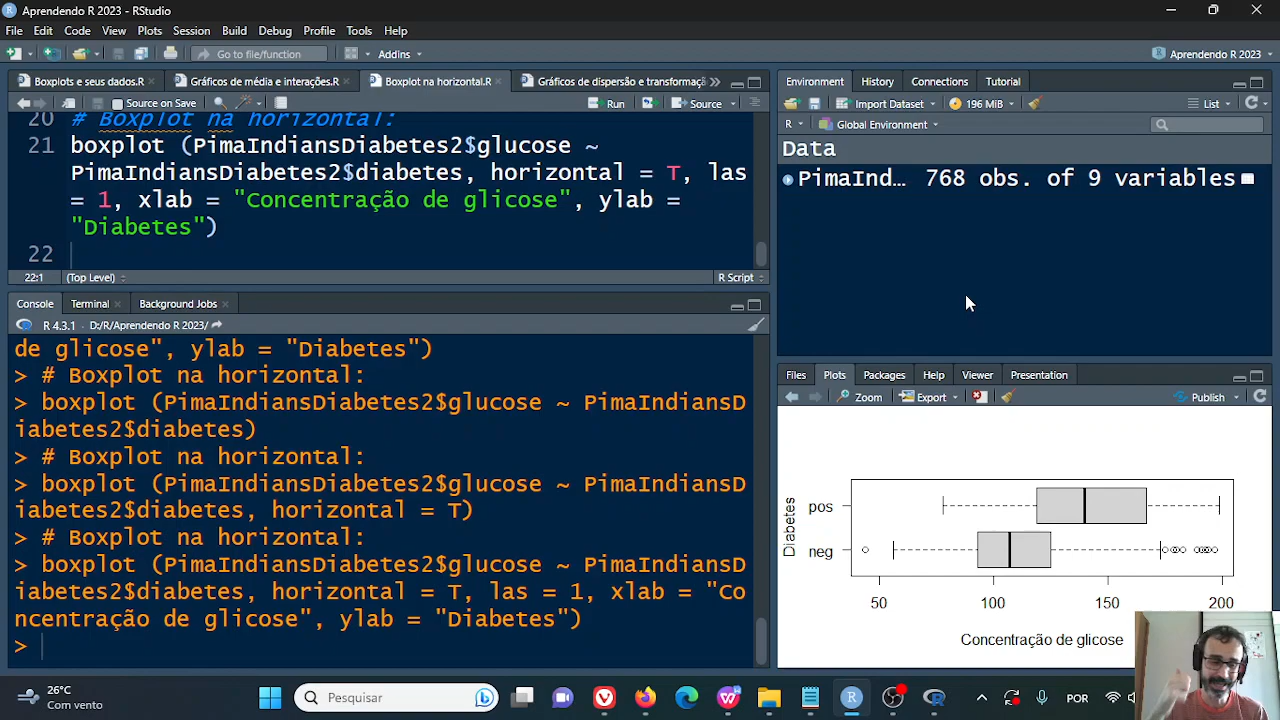 Aprendendo R 2023 - RStudio
File Edit Code View Plots Session Build Debug Profile Tools Help
Go to file/function Addins Aprendendo R 2023
Boxplots e seus dados.R Gráficos de média e interações.R Boxplot na horizontal.R Gráficos de dispersão e transformaç
Source on Save Run Source
20 # Boxplot na horizontal:
21 boxplot (PimaIndiansDiabetes2$glucose ~
PimaIndiansDiabetes2$diabetes, horizontal = T, las
= 1, xlab = "Concentração de glicose", ylab =
"Diabetes")
22
22:1 (Top Level) R Script
Console Terminal Background Jobs
R 4.3.1 · D:/R/Aprendendo R 2023/
de glicose", ylab = "Diabetes")
> # Boxplot na horizontal:
> boxplot (PimaIndiansDiabetes2$glucose ~ PimaIndiansD
iabetes2$diabetes)
> # Boxplot na horizontal:
> boxplot (PimaIndiansDiabetes2$glucose ~ PimaIndiansD
iabetes2$diabetes, horizontal = T)
> # Boxplot na horizontal:
> boxplot (PimaIndiansDiabetes2$glucose ~ PimaIndiansD
iabetes2$diabetes, horizontal = T, las = 1, xlab = "Co
ncentração de glicose", ylab = "Diabetes")
>
Environment History Connections Tutorial
Import Dataset 196 MiB List
R Global Environment
Data
PimaInd… 768 obs. of 9 variables
Files Plots Packages Help Viewer Presentation
Zoom Export Publish
Diabetes
pos
neg
50 100 150 200
Concentração de glicose
26°C
Com vento
Pesquisar
POR